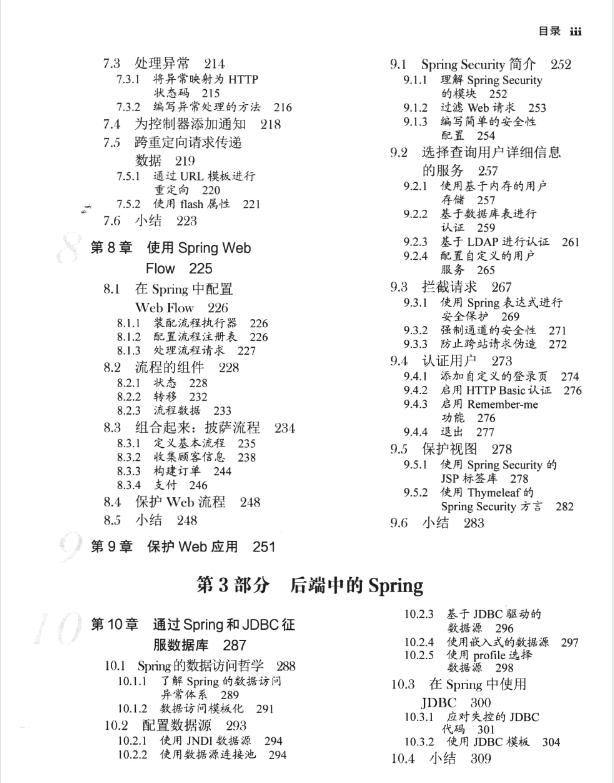 目录 iii
7.3 处理异常 214
7.3.1 将异常映射为 HTTP
状态码 215
7.3.2 编写异常处理的方法 216
7.4 为控制器添加通知 218
7.5 跨重定向请求传递
数据 219
7.5.1 通过 URL 模板进行
重定向 220
7.5.2 使用 flash 属性 221
7.6 小结 223
8
第 8 章 使用 Spring Web
Flow 225
8.1 在 Spring 中配置
Web Flow 226
8.1.1 装配流程执行器 226
8.1.2 配置流程注册表 226
8.1.3 处理流程请求 227
8.2 流程的组件 228
8.2.1 状态 228
8.2.2 转移 232
8.2.3 流程数据 233
8.3 组合起来：披萨流程 234
8.3.1 定义基本流程 235
8.3.2 收集顾客信息 238
8.3.3 构建订单 244
8.3.4 支付 246
8.4 保护 Web 流程 248
8.5 小结 248
9
第 9 章 保护 Web 应用 251
9.1 Spring Security 简介 252
9.1.1 理解 Spring Security
的模块 252
9.1.2 过滤 Web 请求 253
9.1.3 编写简单的安全性
配置 254
9.2 选择查询用户详细信息
的服务 257
9.2.1 使用基于内存的用户
存储 257
9.2.2 基于数据库表进行
认证 259
9.2.3 基于 LDAP 进行认证 261
9.2.4 配置自定义的用户
服务 265
9.3 拦截请求 267
9.3.1 使用 Spring 表达式进行
安全保护 269
9.3.2 强制通道的安全性 271
9.3.3 防止跨站请求伪造 272
9.4 认证用户 273
9.4.1 添加自定义的登录页 274
9.4.2 启用 HTTP Basic 认证 276
9.4.3 启用 Remember-me
功能 276
9.4.4 退出 277
9.5 保护视图 278
9.5.1 使用 Spring Security 的
JSP 标签库 278
9.5.2 使用 Thymeleaf 的
Spring Security 方言 282
9.6 小结 283
第 3 部分 后端中的 Spring
10
第 10 章 通过 Spring 和 JDBC 征
服数据库 287
10.1 Spring 的数据访问哲学 288
10.1.1 了解 Spring 的数据访问
异常体系 289
10.1.2 数据访问模板化 291
10.2 配置数据源 293
10.2.1 使用 JNDI 数据源 294
10.2.2 使用数据源连接池 294
10.2.3 基于 JDBC 驱动的
数据源 296
10.2.4 使用嵌入式的数据源 297
10.2.5 使用 profile 选择
数据源 298
10.3 在 Spring 中使用
JDBC 300
10.3.1 应对失控的 JDBC
代码 301
10.3.2 使用 JDBC 模板 304
10.4 小结 309